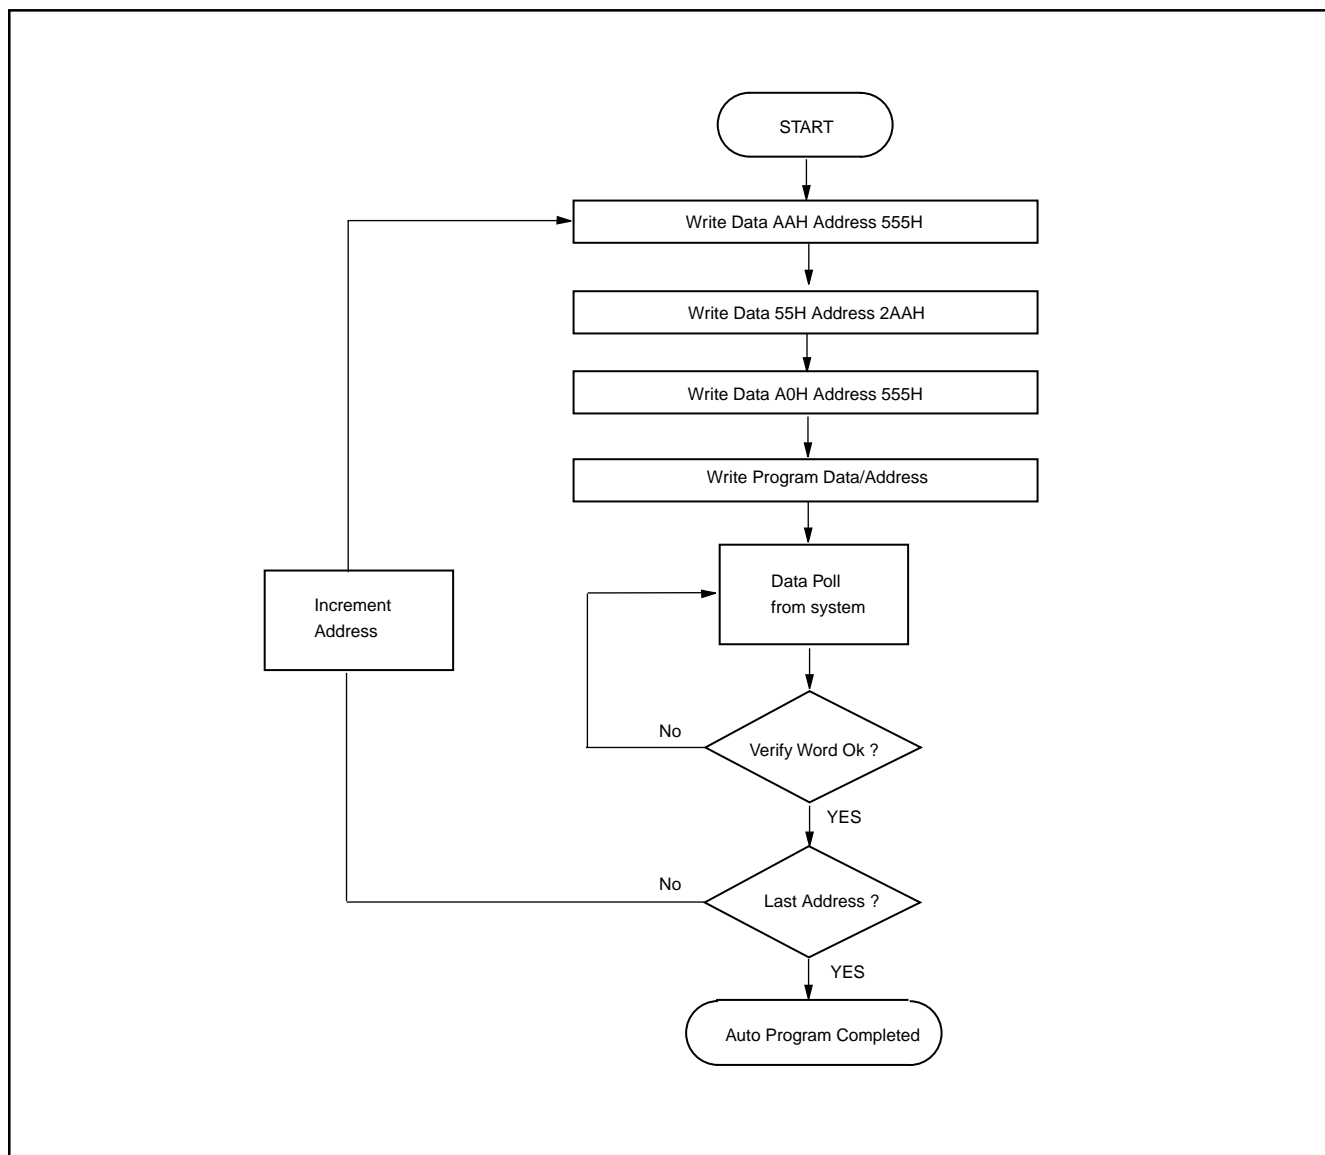 START
Write Data AAH Address 555H
Write Data 55H Address 2AAH
Write Data A0H Address 555H
Write Program Data/Address
Data Poll
from system
Increment
Address
No
Verify Word Ok ?
YES
No
Last Address ?
YES
Auto Program Completed